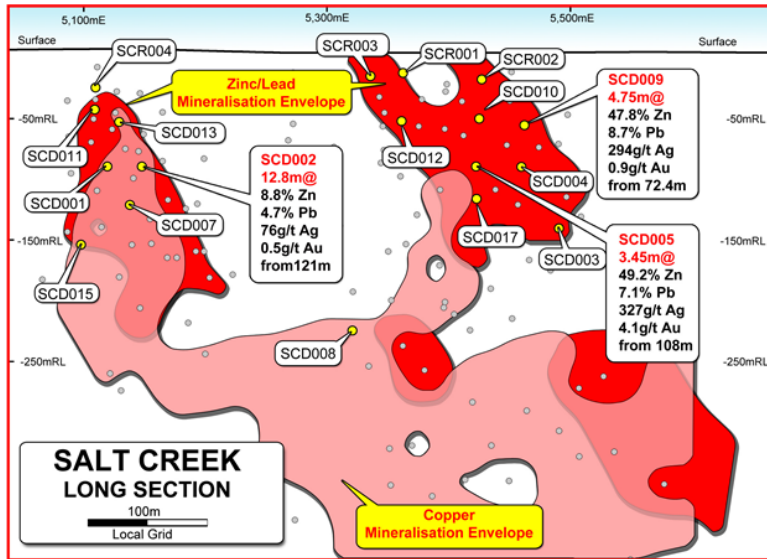 5,100mE
5,300mE
5,500mE
Surface
Surface
SCR004
SCR003
SCR001
SCR002
Zinc/Lead
Mineralisation Envelope
SCD010
SCD009
4.75m@
47.8% Zn
8.7% Pb
294g/t Ag
0.9g/t Au
from 72.4m
-50mRL
-50mRL
SCD013
SCD011
SCD012
SCD002
12.8m@
8.8% Zn
4.7% Pb
76g/t Ag
0.5g/t Au
from121m
SCD001
SCD004
SCD007
SCD017
SCD003
SCD005
3.45m@
49.2% Zn
7.1% Pb
327g/t Ag
4.1g/t Au
from 108m
-150mRL
-150mRL
SCD015
SCD008
-250mRL
-250mRL
SALT CREEK
LONG SECTION
100m
Local Grid
Copper
Mineralisation Envelope